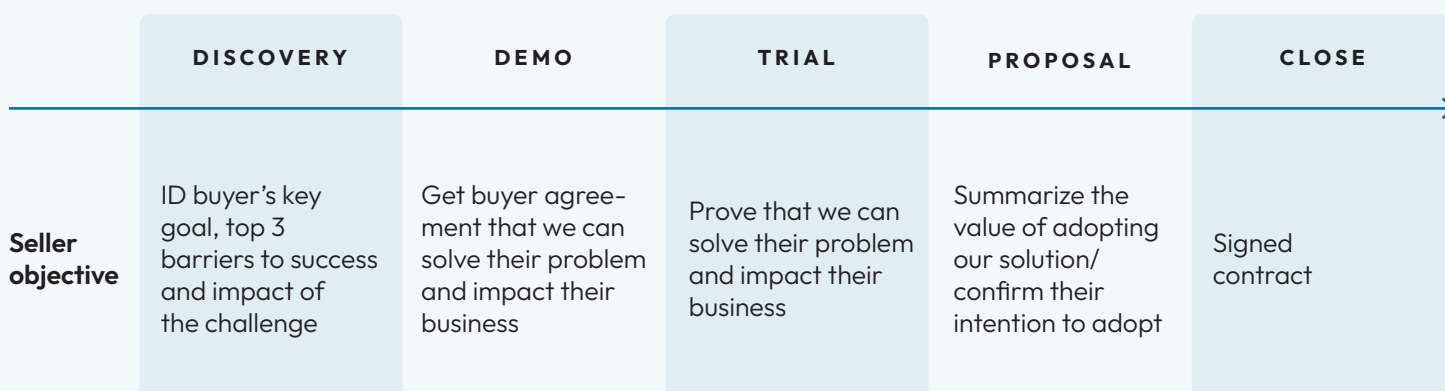 DISCOVERY
DEMO
TRIAL
PROPOSAL
CLOSE
Seller
objective
ID buyer’s key
goal, top 3
barriers to success
and impact of
the challenge
Get buyer agree-
ment that we can
solve their problem
and impact their
business
Prove that we can
solve their problem
and impact their
business
Summarize the
value of adopting
our solution/
confirm their
intention to adopt
Signed
contract